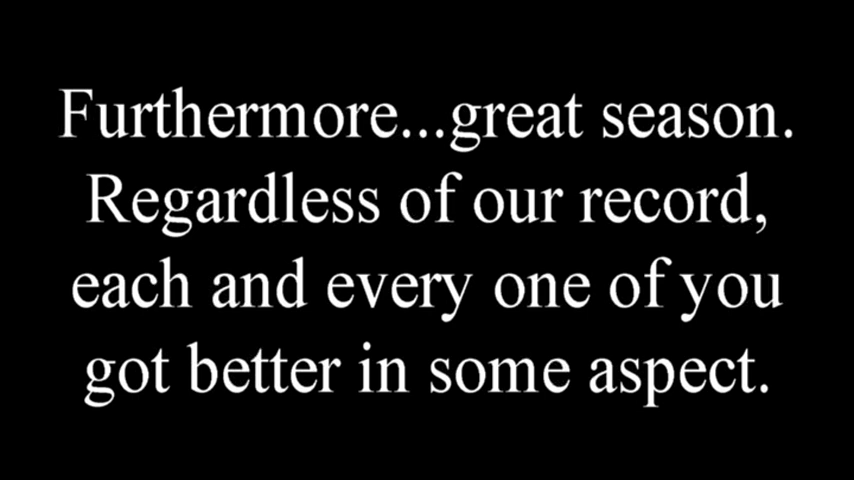 Furthermore...great season.
Regardless of our record,
each and every one of you
got better in some aspect.